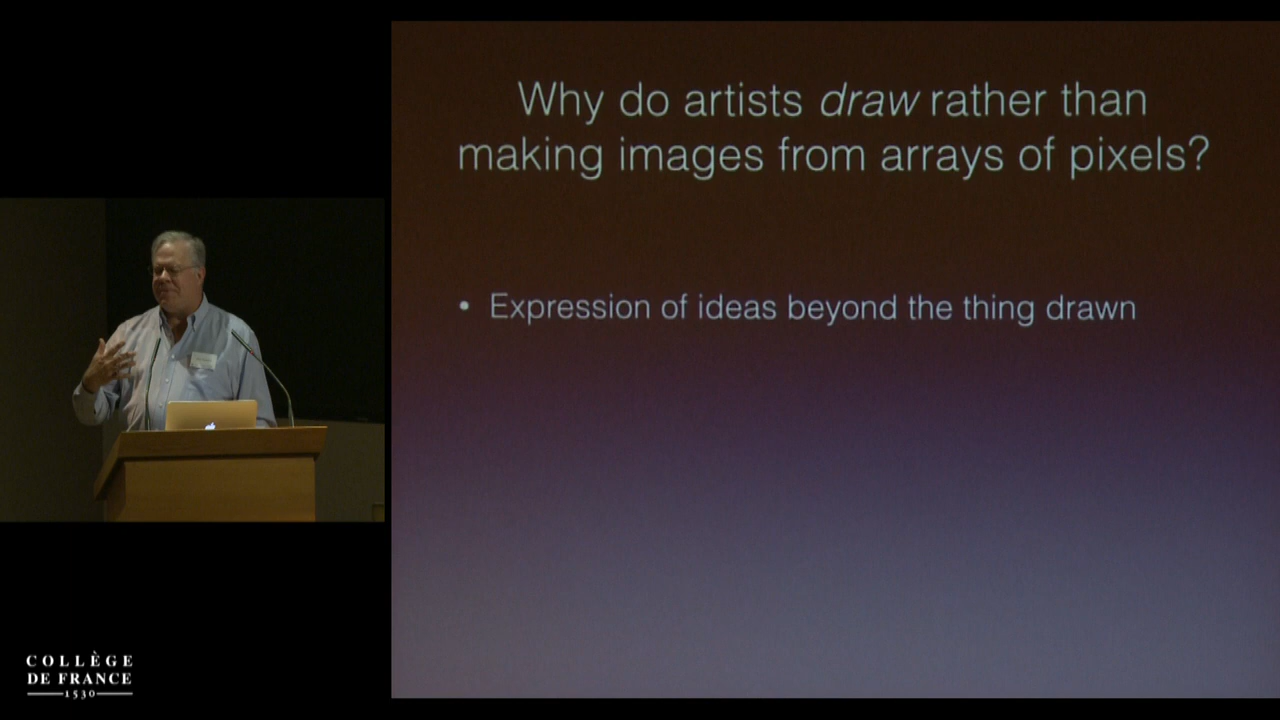 Why do artists draw rather than
making images from arrays of pixels?
• Expression of ideas beyond the thing drawn
COLLÈGE
DE FRANCE
1530